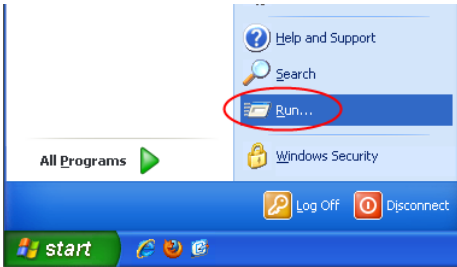 Help and Support
Search
Run...
All Programs
Windows Security
Log Off
Disconnect
start